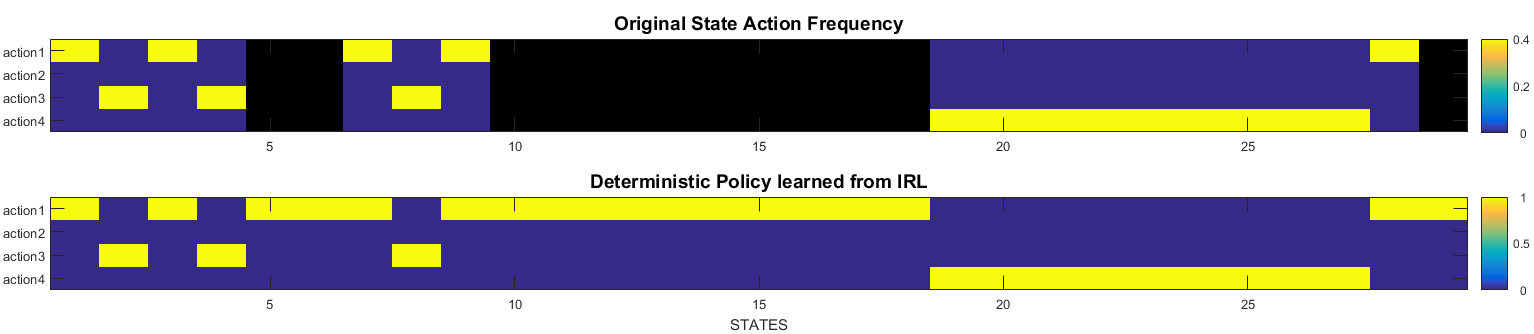 Original State Action Frequency
action1
action2
action3
action4
5 10 15 20 25
0.4
0.2
0
Deterministic Policy learned from IRL
action1
action2
action3
action4
5 10 15 20 25
STATES
1
0.5
0